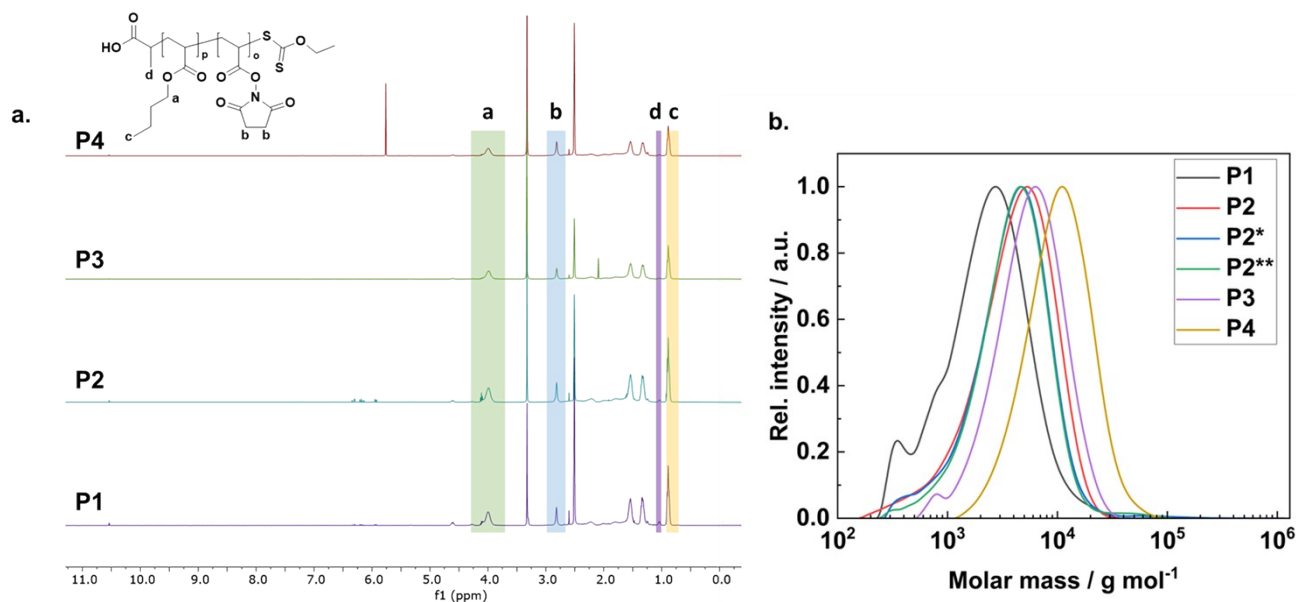 a.
O
HO
d
p
o
S
O
S
O
O
O
O
a
c
O
N
O
O
b
b
a
b
d
c
P4
P3
P2
P1
11.0 10.0 9.0 8.0 7.0 6.0 5.0 4.0 3.0 2.0 1.0 0.0
f1 (ppm)
b.
Rel. intensity / a.u.
1.0
0.8
0.6
0.4
0.2
0.0
P1
P2
P2*
P2**
P3
P4
10² 10³ 10⁴ 10⁵ 10⁶
Molar mass / g mol⁻¹